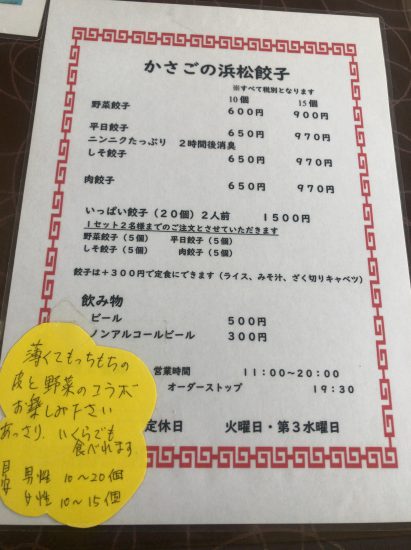 かさごの浜松餃子
※すべて税別となります
10個 15個
野菜餃子 600円 900円
平日餃子 650円 970円
ニンニクたっぷり 2時間後消臭
しそ餃子 650円 970円
肉餃子 650円 970円
いっぱい餃子(20個)2人前 1500円
1セット2名様までのご注文とさせていただきます
野菜餃子(5個) 平日餃子(5個)
しそ餃子(5個) 肉餃子(5個)
餃子は+300円で定食にできます(ライス、みそ汁、ざく切りキャベツ)
飲み物
ビール 500円
ノンアルコールビール 300円
営業時間 11:00~20:00
オーダーストップ 19:30
定休日 火曜日・第3水曜日
薄くてもっちもちの
皮と野菜のコラボ
お楽しみ下さい
あっさり、いくらでも
食べれます。
目安 男性 10~20個
女性 10~15個